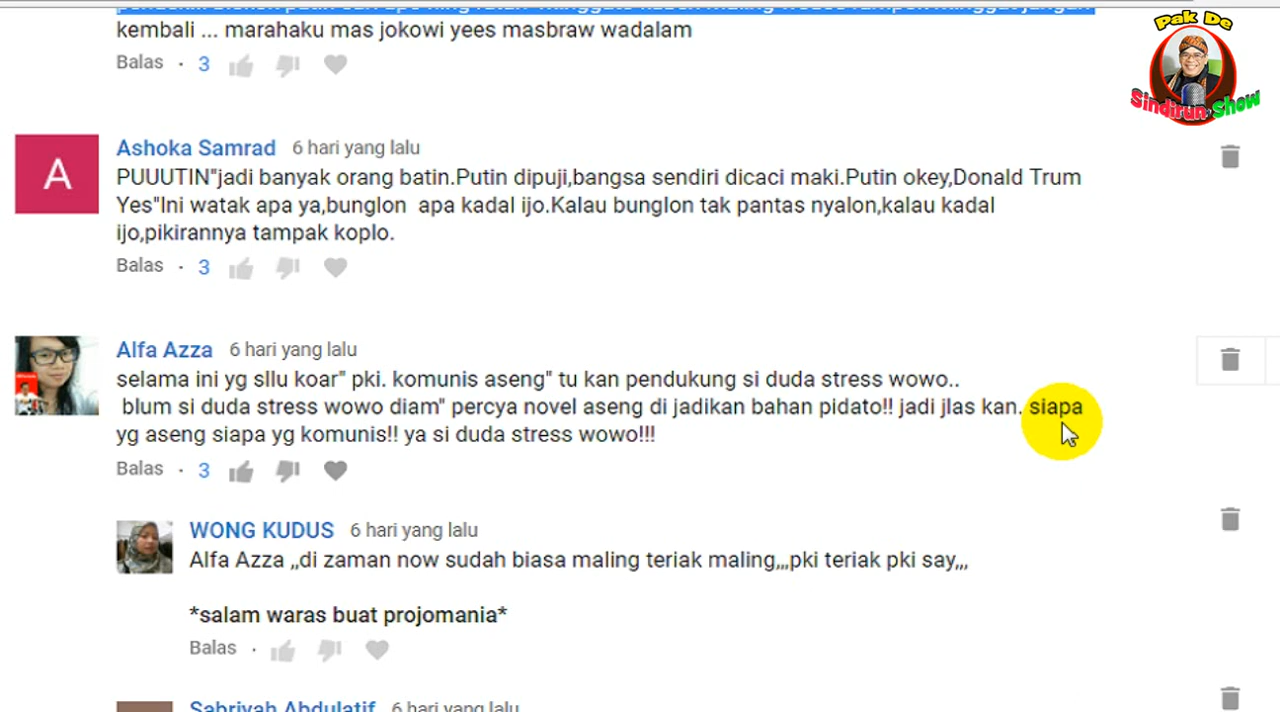 kembali ... marahaku mas jokowi yees masbraw wadalam
Balas · 3
Pak De
Sindirun Show
A
Ashoka Samrad 6 hari yang lalu
PUUUTIN"jadi banyak orang batin.Putin dipuji,bangsa sendiri dicaci maki.Putin okey,Donald Trum
Yes"Ini watak apa ya,bunglon apa kadal ijo.Kalau bunglon tak pantas nyalon,kalau kadal
ijo,pikirannya tampak koplo.
Balas · 3
Alfa Azza 6 hari yang lalu
selama ini yg sllu koar" pki. komunis aseng" tu kan pendukung si duda stress wowo..
blum si duda stress wowo diam" percya novel aseng di jadikan bahan pidato!! jadi jlas kan. siapa
yg aseng siapa yg komunis!! ya si duda stress wowo!!!
Balas · 3
WONG KUDUS 6 hari yang lalu
Alfa Azza ,,di zaman now sudah biasa maling teriak maling,,,pki teriak pki say,,,
*salam waras buat projomania*
Balas ·
Sabriyah Abdulatif 6 hari yang lalu